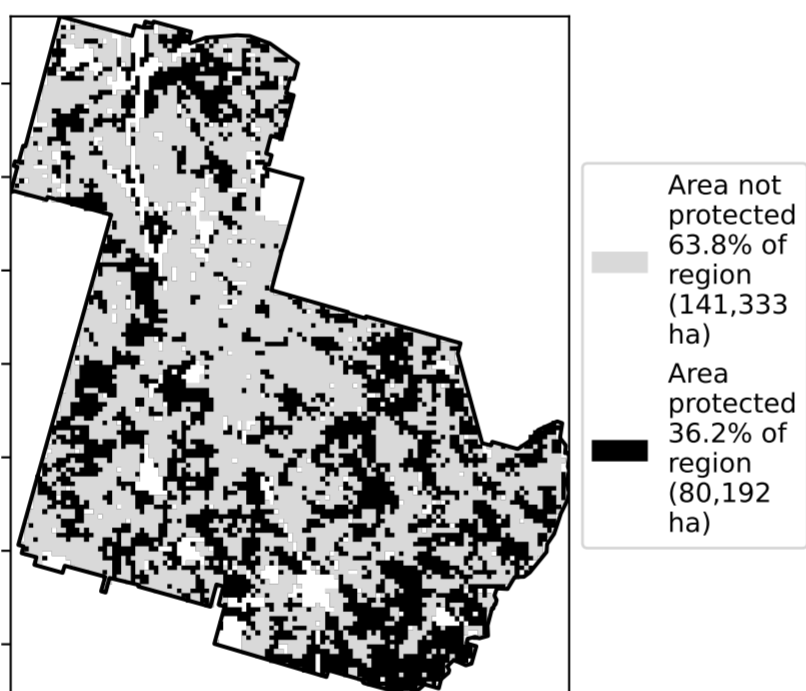 Area not
protected
63.8% of
region
(141,333
ha)
Area
protected
36.2% of
region
(80,192
ha)